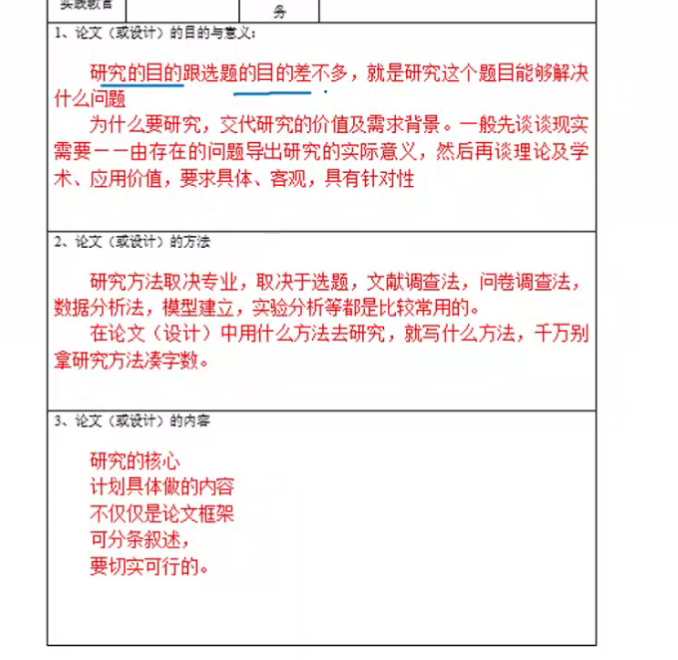 实践教官
务
1、论文（或设计）的目的与意义：
研究的目的跟选题的目的差不多，就是研究这个题目能够解决
什么问题
为什么要研究，交代研究的价值及需求背景。一般先谈谈现实
需要——由存在的问题导出研究的实际意义，然后再谈理论及学
术、应用价值，要求具体、客观，具有针对性
2、论文（或设计）的方法
研究方法取决专业，取决于选题，文献调查法，问卷调查法，
数据分析法，模型建立，实验分析等都是比较常用的。
在论文（设计）中用什么方法去研究，就写什么方法，千万别
拿研究方法凑字数。
3、论文（或设计）的内容
研究的核心
计划具体做的内容
不仅仅是论文框架
可分条叙述，
要切实可行的。